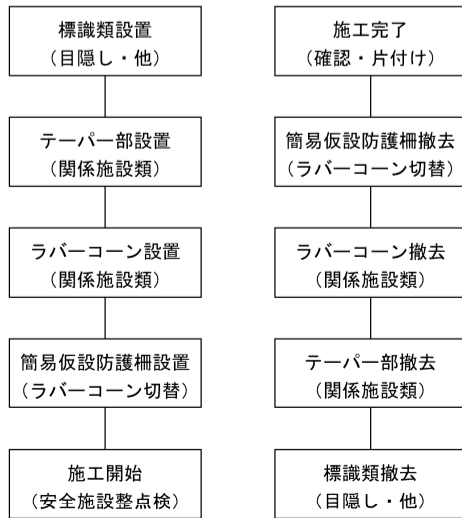 標識類設置
(目隠し・他)
テーパー部設置
(関係施設類)
ラバーコーン設置
(関係施設類)
簡易仮設防護柵設置
(ラバーコーン切替)
施工開始
(安全施設整点検)
施工完了
(確認・片付け)
簡易仮設防護柵撤去
(ラバーコーン切替)
ラバーコーン撤去
(関係施設類)
テーパー部撤去
(関係施設類)
標識類撤去
(目隠し・他)